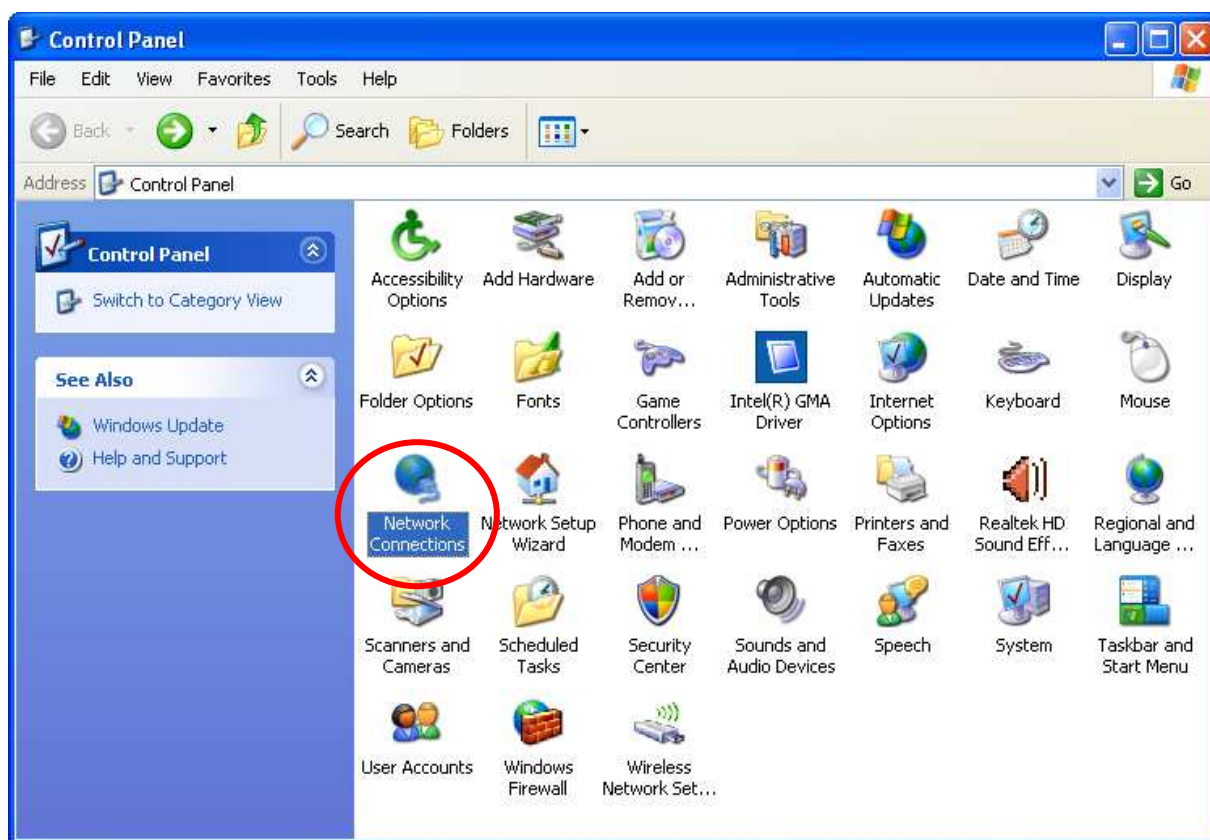 Control Panel
File Edit View Favorites Tools Help
Back Search Folders
Address Control Panel Go
Control Panel
Switch to Category View
See Also
Windows Update
Help and Support
Accessibility Options
Add Hardware
Add or Remov...
Administrative Tools
Automatic Updates
Date and Time
Display
Folder Options
Fonts
Game Controllers
Intel(R) GMA Driver
Internet Options
Keyboard
Mouse
Network Connections
Network Setup Wizard
Phone and Modem ...
Power Options
Printers and Faxes
Realtek HD Sound Eff...
Regional and Language ...
Scanners and Cameras
Scheduled Tasks
Security Center
Sounds and Audio Devices
Speech
System
Taskbar and Start Menu
User Accounts
Windows Firewall
Wireless Network Set...